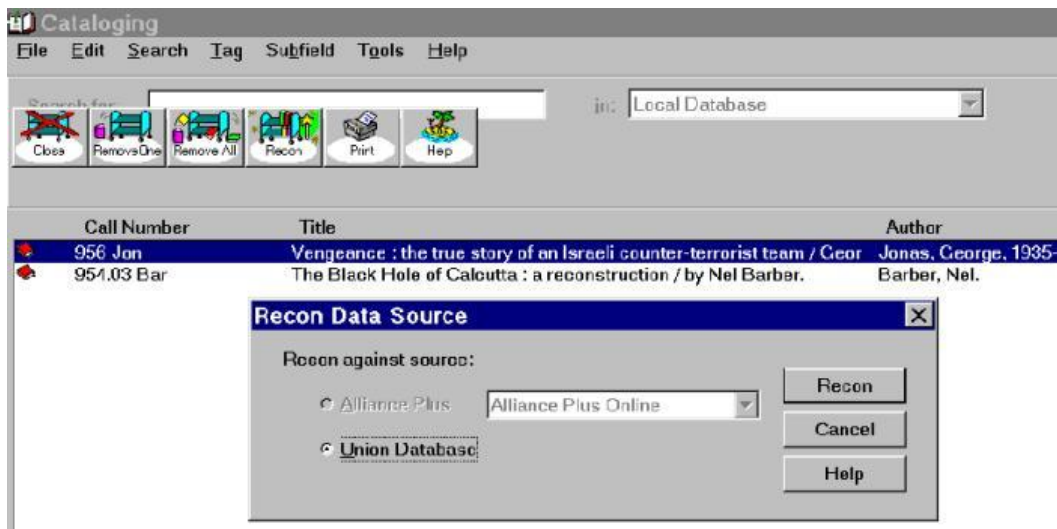 Cataloging
File Edit Search Tag Subfield Tools Help
Search for in: Local Database
Close Remove One Remove All Recon Print Help
Call Number Title Author
956 Jon Vengeance : the true story of an Israeli counter-terrorist team / Geor Jonas, George, 1935-
954.03 Bar The Black Hole of Calcutta : a reconstruction / by Nel Barber. Barber, Nel.
Recon Data Source
Recon against source:
Alliance Plus Alliance Plus Online
Union Database
Recon
Cancel
Help